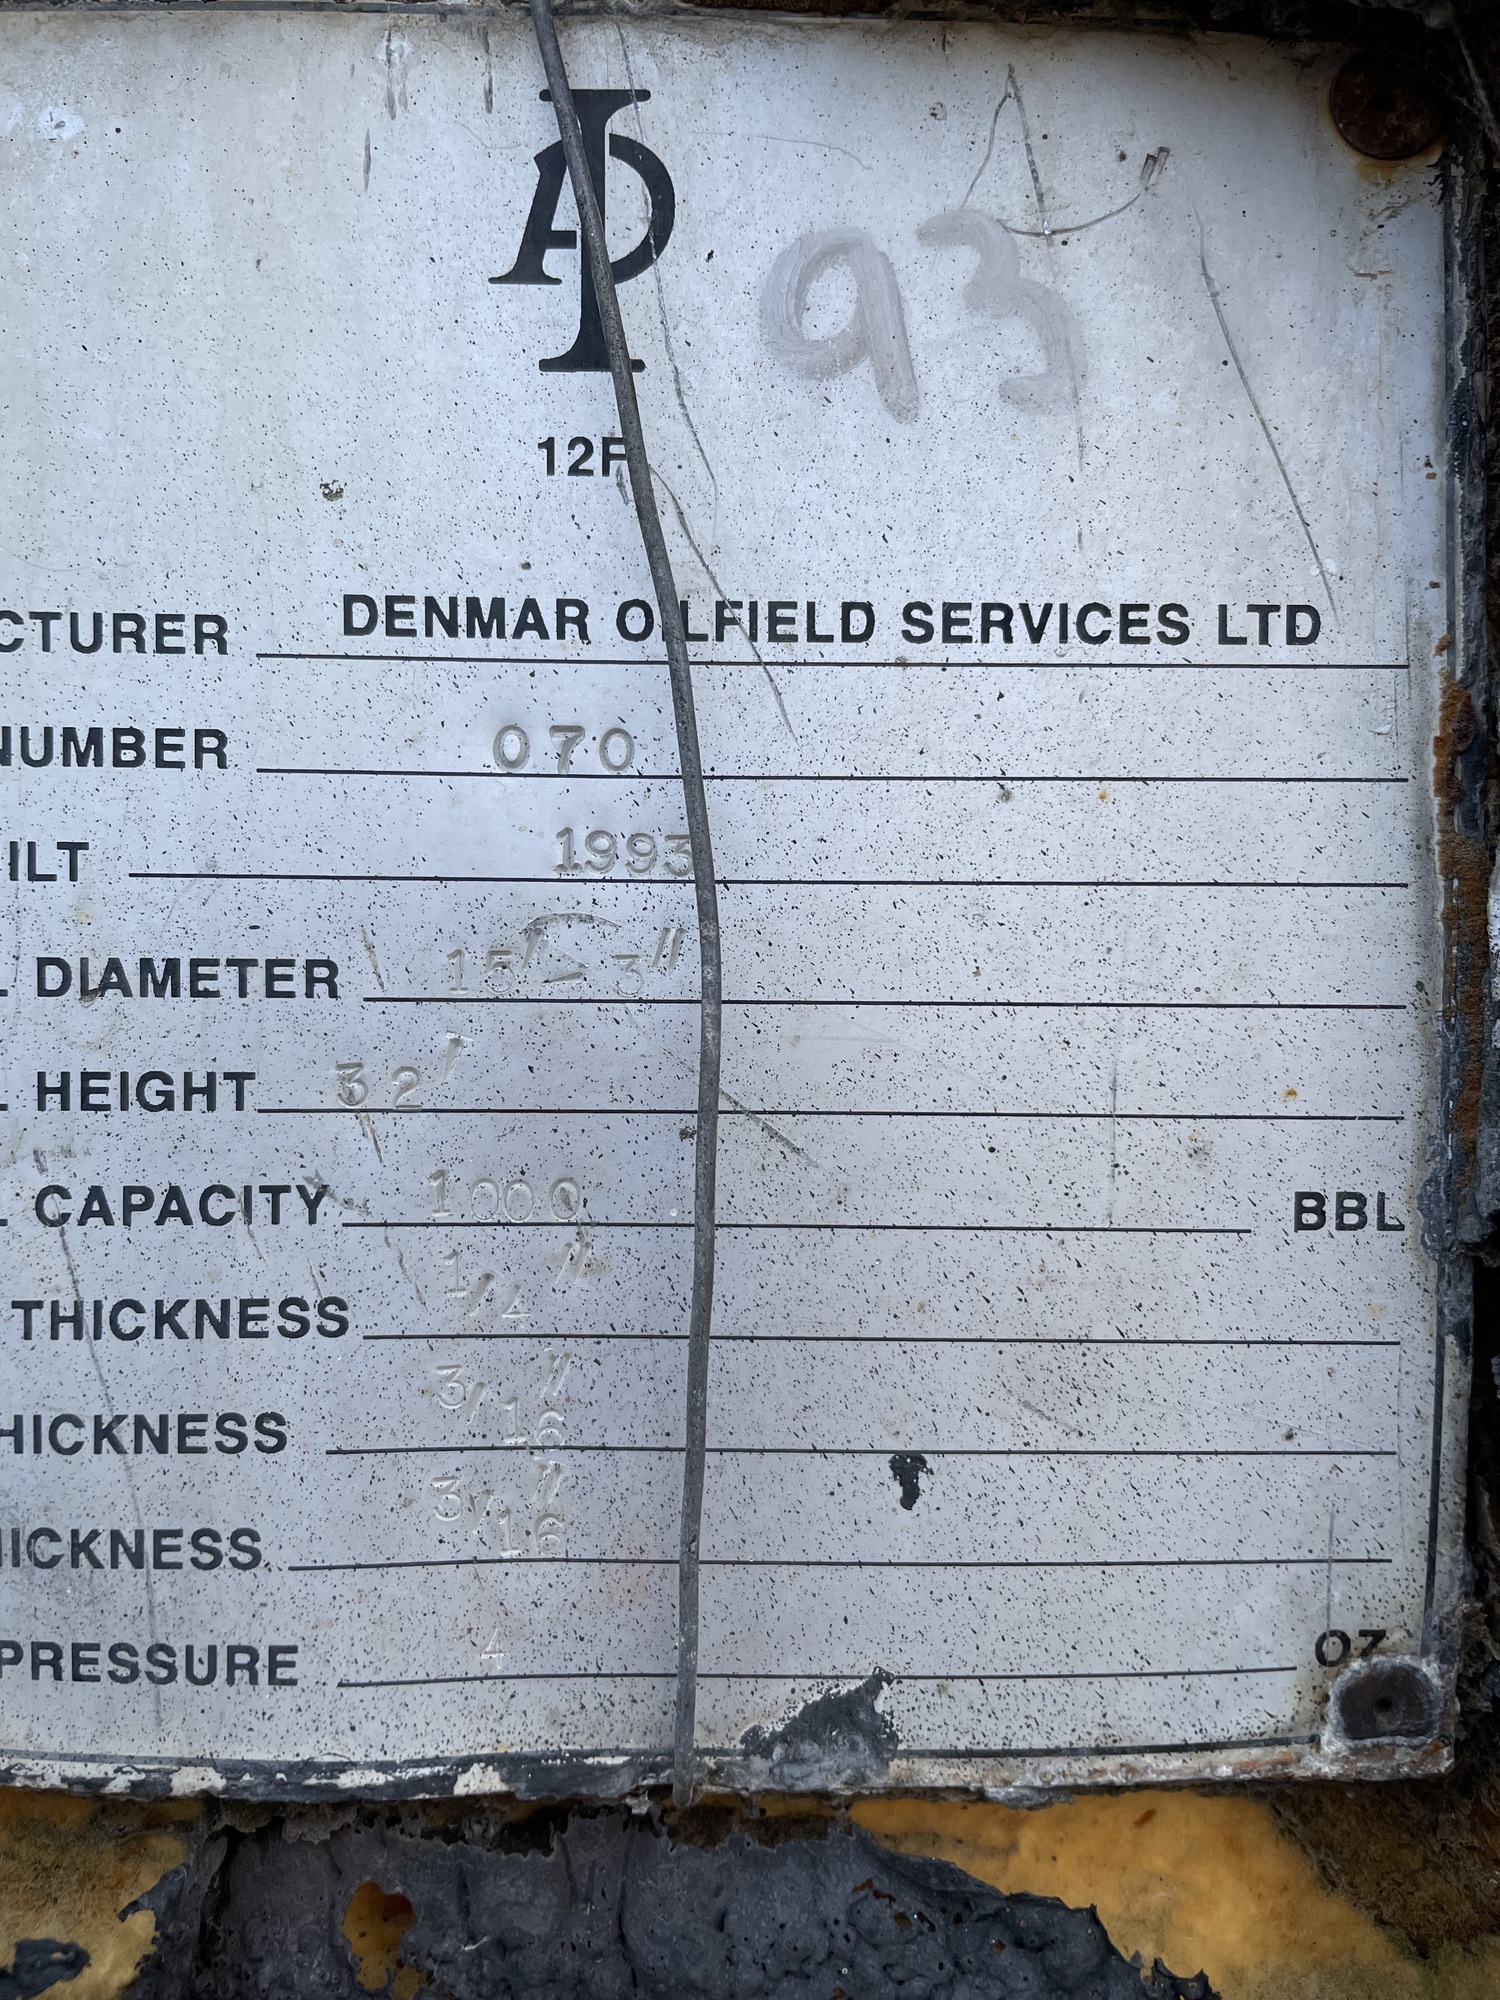 API
93
12F
CTURER DENMAR OILFIELD SERVICES LTD
NUMBER 070
ILT 1993
L DIAMETER 15' - 3"
L HEIGHT 32'
L CAPACITY 1000 BBL
THICKNESS 1/4"
HICKNESS 3/16"
HICKNESS 3/16"
PRESSURE 4 OZ